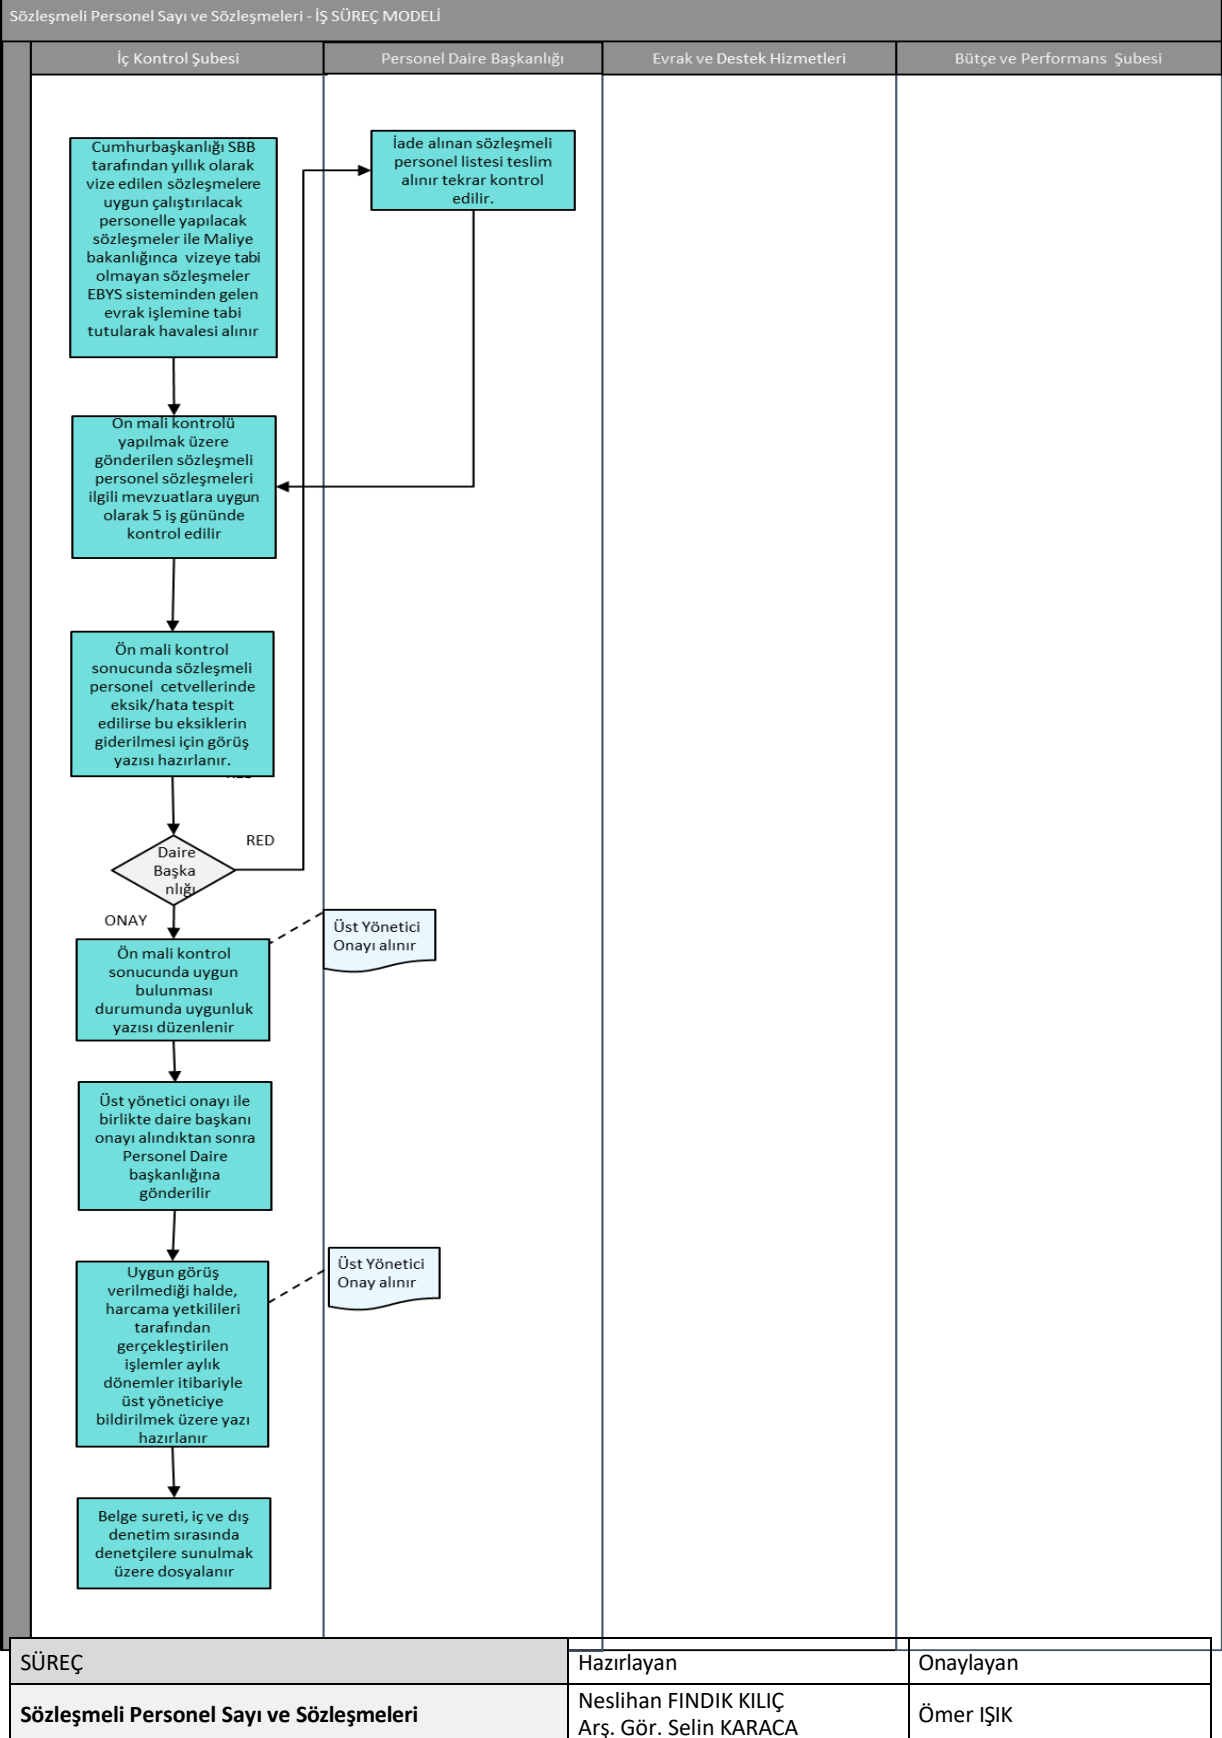 Sözleşmeli Personel Sayı ve Sözleşmeleri - İŞ SÜREÇ MODELİ
İç Kontrol Şubesi
Personel Daire Başkanlığı
Evrak ve Destek Hizmetleri
Bütçe ve Performans Şubesi
Cumhurbaşkanlığı SBB
tarafından yıllık olarak
vize edilen sözleşmelere
uygun çalıştırılacak
personelle yapılacak
sözleşmeler ile Maliye
bakanlığınca vizeye tabi
olmayan sözleşmeler
EBYS sisteminden gelen
evrak işlemine tabi
tutularak havalesi alınır
İade alınan sözleşmeli
personel listesi teslim
alınır tekrar kontrol
edilir.
Ön mali kontrolü
yapılmak üzere
gönderilen sözleşmeli
personel sözleşmeleri
ilgili mevzuatlara uygun
olarak 5 iş gününde
kontrol edilir
Ön mali kontrol
sonucunda sözleşmeli
personel cetvellerinde
eksik/hata tespit
edilirse bu eksiklerin
giderilmesi için görüş
yazısı hazırlanır.
RED
Daire
Başka
nlığı
ONAY
Üst Yönetici
Onayı alınır
Ön mali kontrol
sonucunda uygun
bulunması
durumunda uygunluk
yazısı düzenlenir
Üst yönetici onayı ile
birlikte daire başkanı
onayı alındıktan sonra
Personel Daire
başkanlığına
gönderilir
Üst Yönetici
Onay alınır
Uygun görüş
verilmediği halde,
harcama yetkilileri
tarafından
gerçekleştirilen
işlemler aylık
dönemler itibariyle
üst yöneticiye
bildirilmek üzere yazı
hazırlanır
Belge sureti, iç ve dış
denetim sırasında
denetçilere sunulmak
üzere dosyalanır
SÜREÇ
Hazırlayan
Onaylayan
Sözleşmeli Personel Sayı ve Sözleşmeleri
Neslihan FINDIK KILIÇ
Arş. Gör. Selin KARACA
Ömer IŞIK